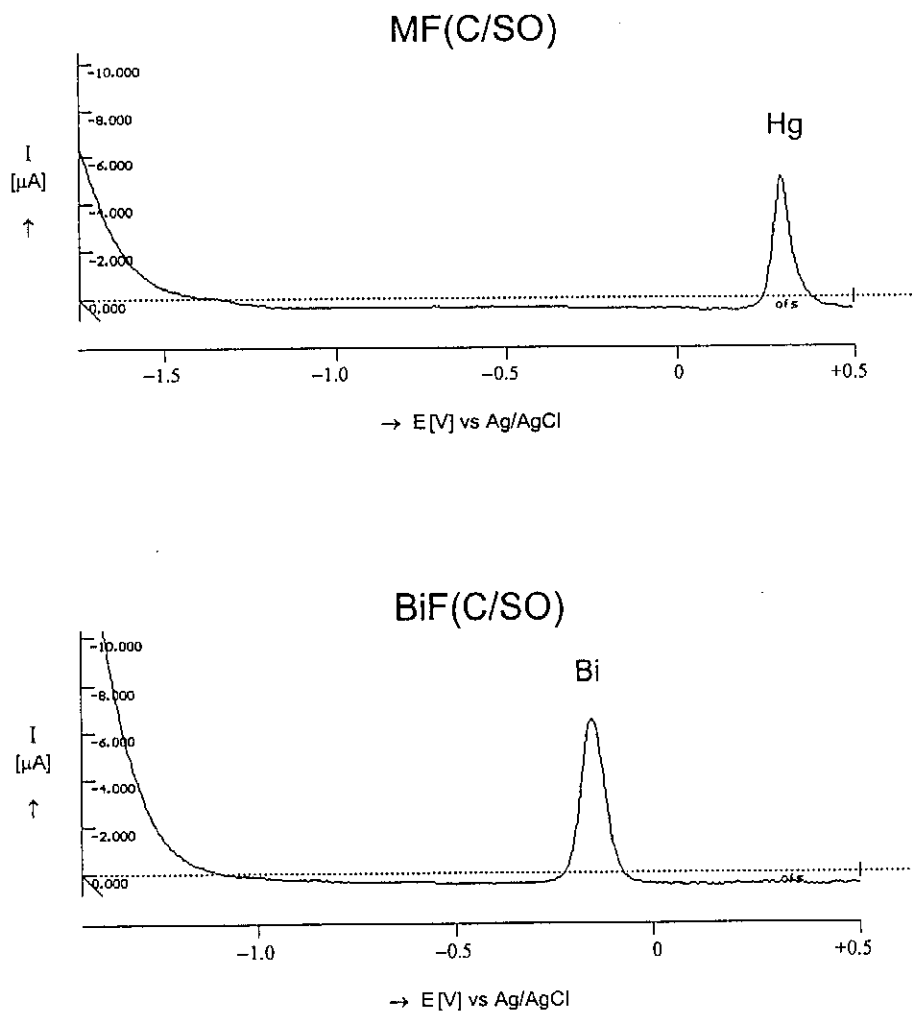 MF(C/SO)
-10.000
-8.000
-6.000
-4.000
-2.000
0.000
I
[µA]
↑
Hg
ofs
-1.5
-1.0
-0.5
0
+0.5
→ E [V] vs Ag/AgCl
BiF(C/SO)
-10.000
-8.000
-6.000
-4.000
-2.000
0.000
I
[µA]
↑
Bi
ofs
-1.0
-0.5
0
+0.5
→ E [V] vs Ag/AgCl